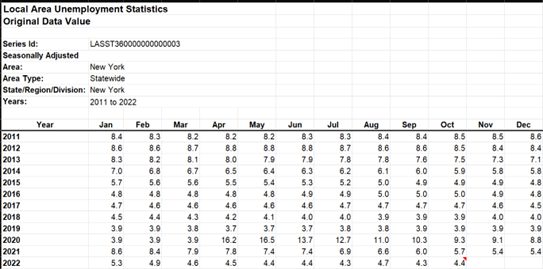 Local Area Unemployment Statistics
Original Data Value
Series Id: LASST360000000000003
Seasonally Adjusted
Area: New York
Area Type: Statewide
State/Region/Division: New York
Years: 2011 to 2022
Year Jan Feb Mar Apr May Jun Jul Aug Sep Oct Nov Dec
2011 8.4 8.3 8.2 8.2 8.2 8.3 8.3 8.4 8.4 8.5 8.5 8.6
2012 8.6 8.6 8.7 8.8 8.8 8.8 8.7 8.6 8.6 8.5 8.4 8.4
2013 8.3 8.2 8.1 8.0 7.9 7.9 7.8 7.8 7.6 7.5 7.3 7.1
2014 7.0 6.8 6.7 6.5 6.4 6.3 6.2 6.1 6.0 5.9 5.8 5.8
2015 5.7 5.6 5.6 5.5 5.4 5.3 5.2 5.0 4.9 4.9 4.9 4.8
2016 4.8 4.8 4.8 4.8 4.8 4.9 4.9 5.0 5.0 5.0 4.9 4.8
2017 4.7 4.6 4.6 4.6 4.6 4.6 4.7 4.7 4.7 4.7 4.6 4.5
2018 4.5 4.4 4.3 4.2 4.1 4.0 4.0 3.9 3.9 3.9 4.0 4.0
2019 3.9 3.9 3.8 3.7 3.7 3.7 3.8 3.8 3.9 3.9 3.9 3.9
2020 3.9 3.9 3.9 16.2 16.5 13.7 12.7 11.0 10.3 9.3 9.1 8.8
2021 8.6 8.4 7.9 7.8 7.4 7.4 6.9 6.6 6.0 5.7 5.4 5.4
2022 5.3 4.9 4.6 4.5 4.4 4.4 4.3 4.7 4.3 4.4